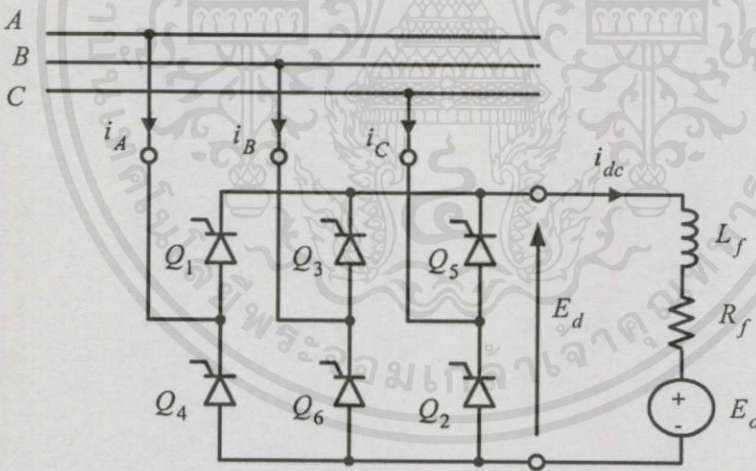 A
B
C
i_A
i_B
i_C
i_dc
Q_1
Q_3
Q_5
L_f
E_d
R_f
Q_4
Q_6
Q_2
+
-